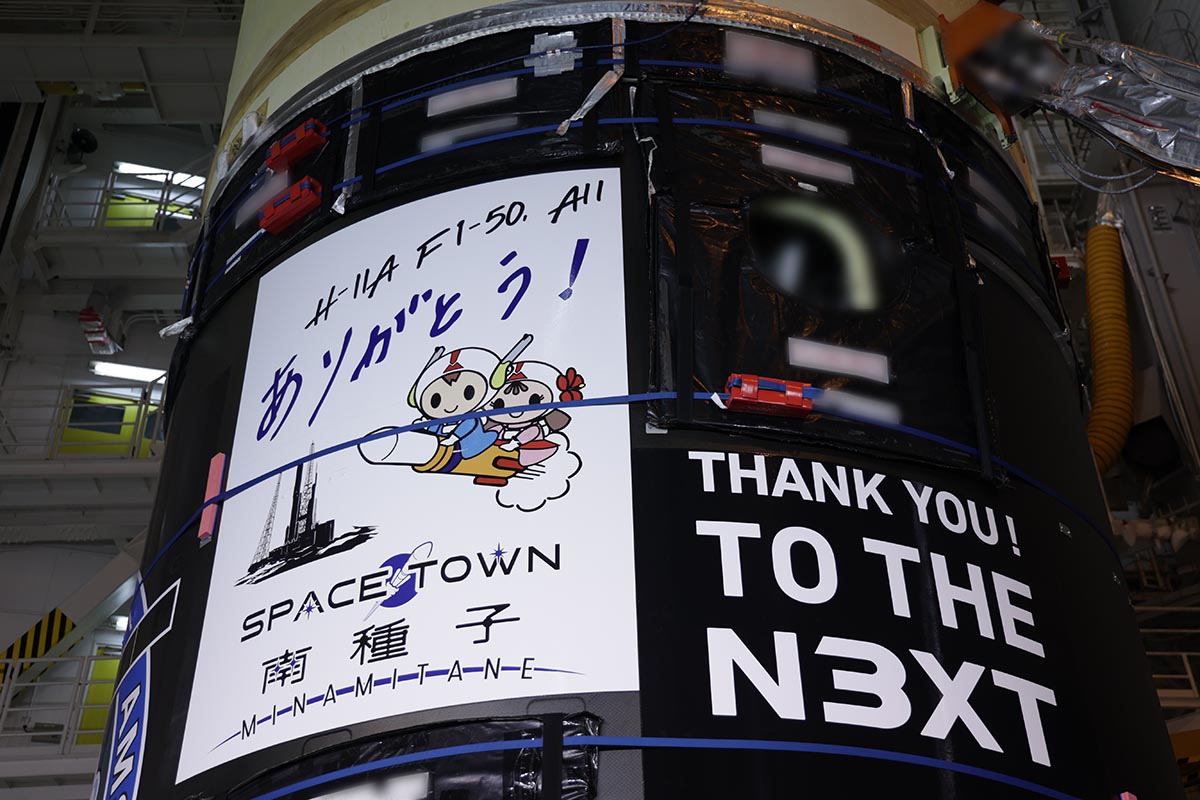 H-IIA F1-50. All
ありがとう!
SPACE TOWN
南種子
MINAMITANE
THANK YOU!
TO THE
N3XT